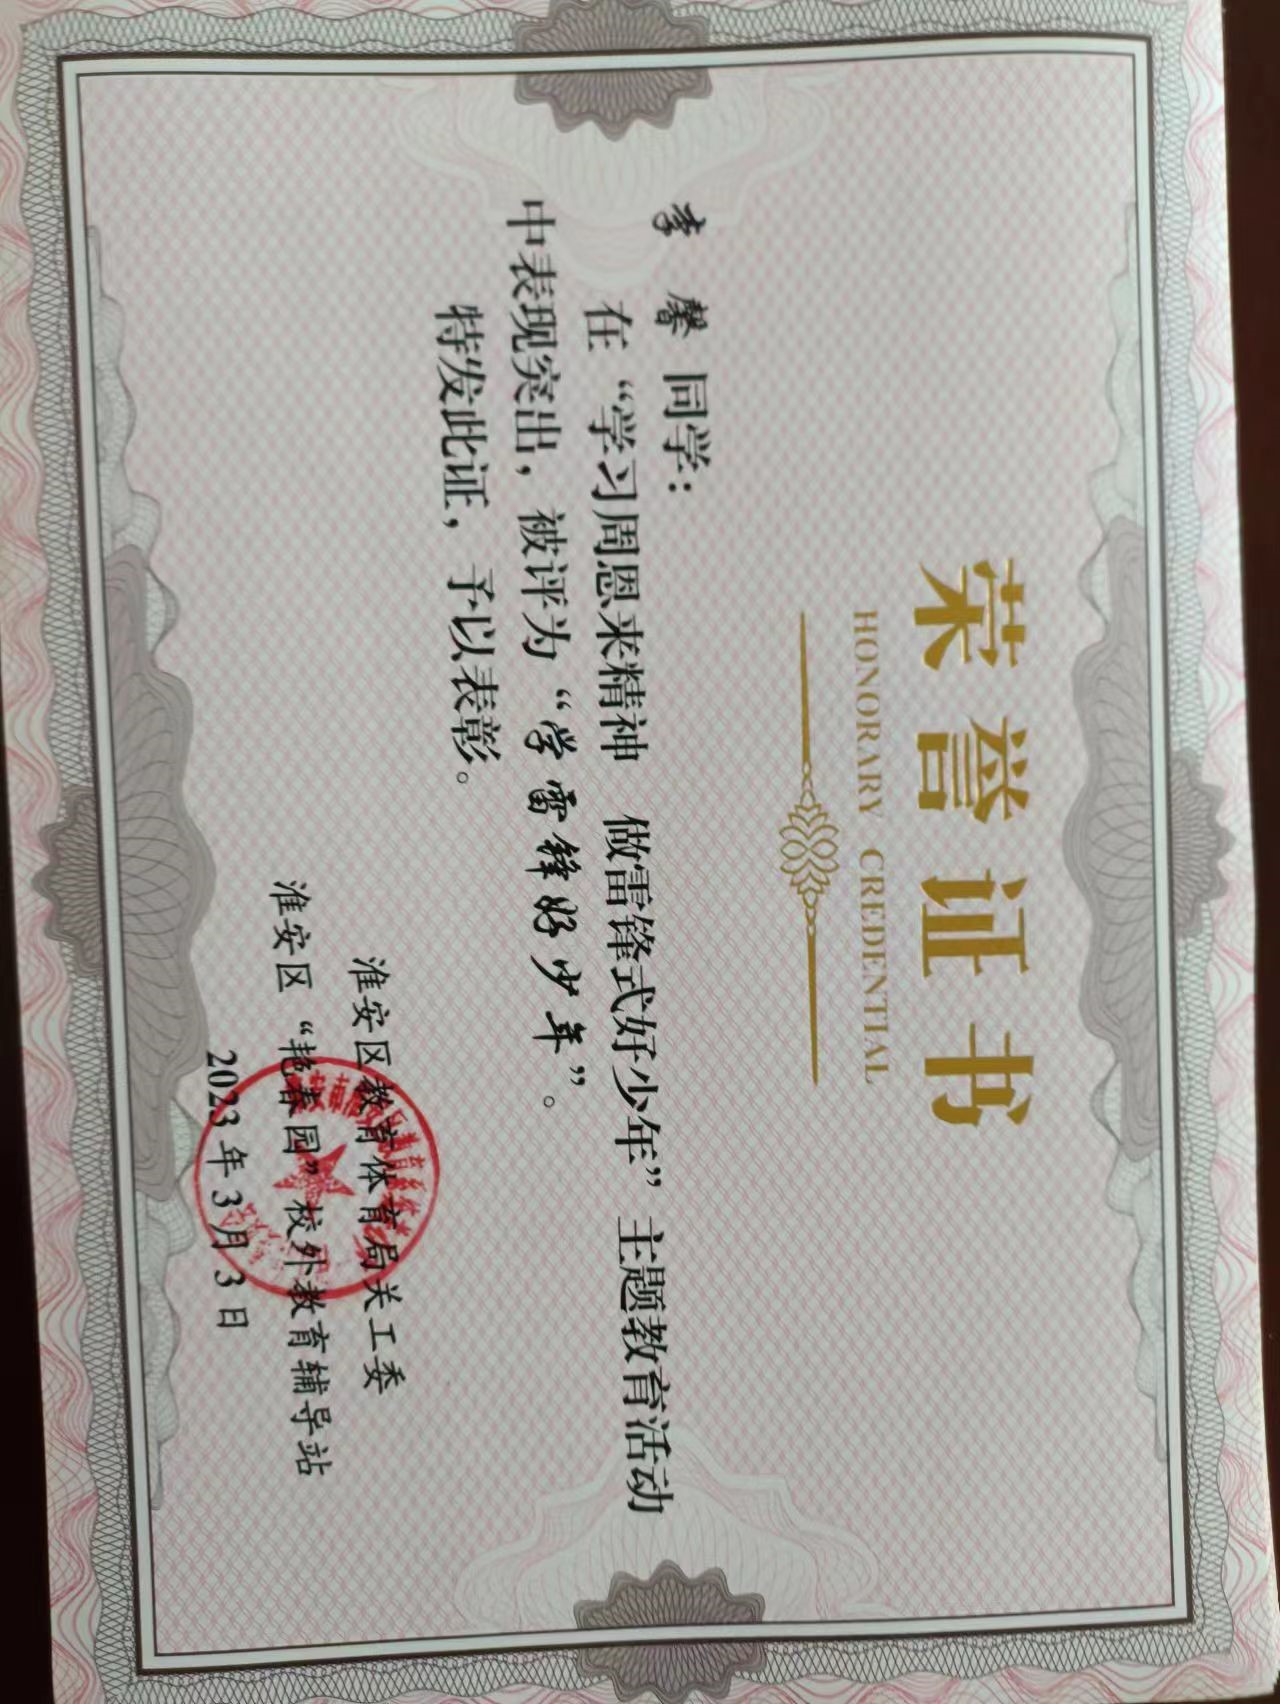 荣誉证书
HONORARY CREDENTIAL
李 馨 同学：
在“学习周恩来精神 做雷锋式好少年”主题教育活动
中表现突出，被评为“学雷锋好少年”。
特发此证，予以表彰。
淮安区教育体育局关工委
淮安区“艳春园”校外教育辅导站
2023年3月3日